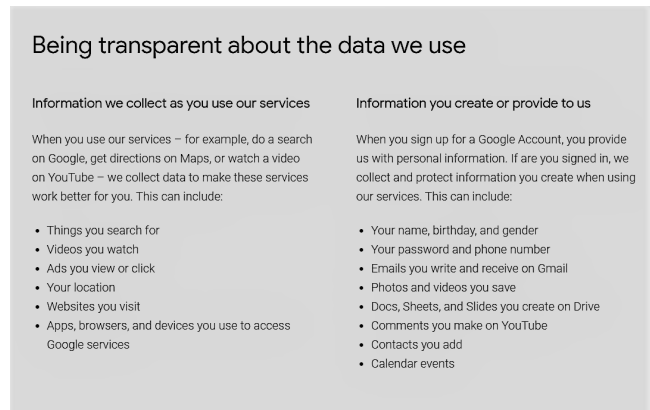 Being transparent about the data we use
Information we collect as you use our services
When you use our services – for example, do a search
on Google, get directions on Maps, or watch a video
on YouTube – we collect data to make these services
work better for you. This can include:
• Things you search for
• Videos you watch
• Ads you view or click
• Your location
• Websites you visit
• Apps, browsers, and devices you use to access
Google services
Information you create or provide to us
When you sign up for a Google Account, you provide
us with personal information. If are you signed in, we
collect and protect information you create when using
our services. This can include:
• Your name, birthday, and gender
• Your password and phone number
• Emails you write and receive on Gmail
• Photos and videos you save
• Docs, Sheets, and Slides you create on Drive
• Comments you make on YouTube
• Contacts you add
• Calendar events